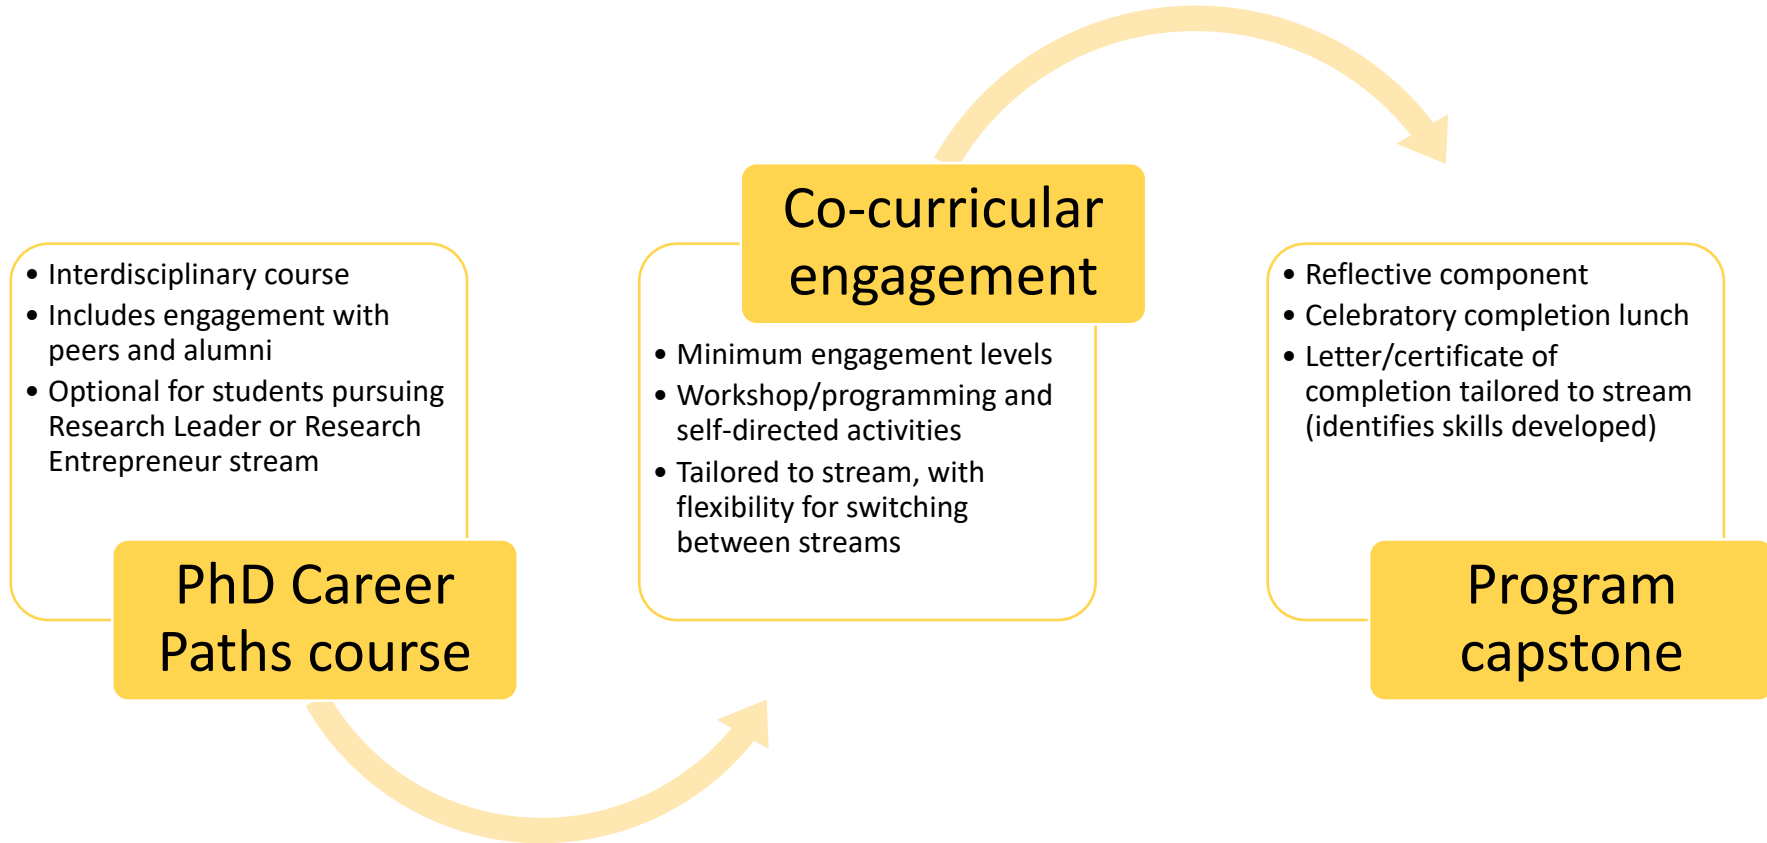 • Interdisciplinary course
• Includes engagement with
peers and alumni
• Optional for students pursuing
Research Leader or Research
Entrepreneur stream
PhD Career
Paths course
Co-curricular
engagement
• Minimum engagement levels
• Workshop/programming and
self-directed activities
• Tailored to stream, with
flexibility for switching
between streams
• Reflective component
• Celebratory completion lunch
• Letter/certificate of
completion tailored to stream
(identifies skills developed)
Program
capstone